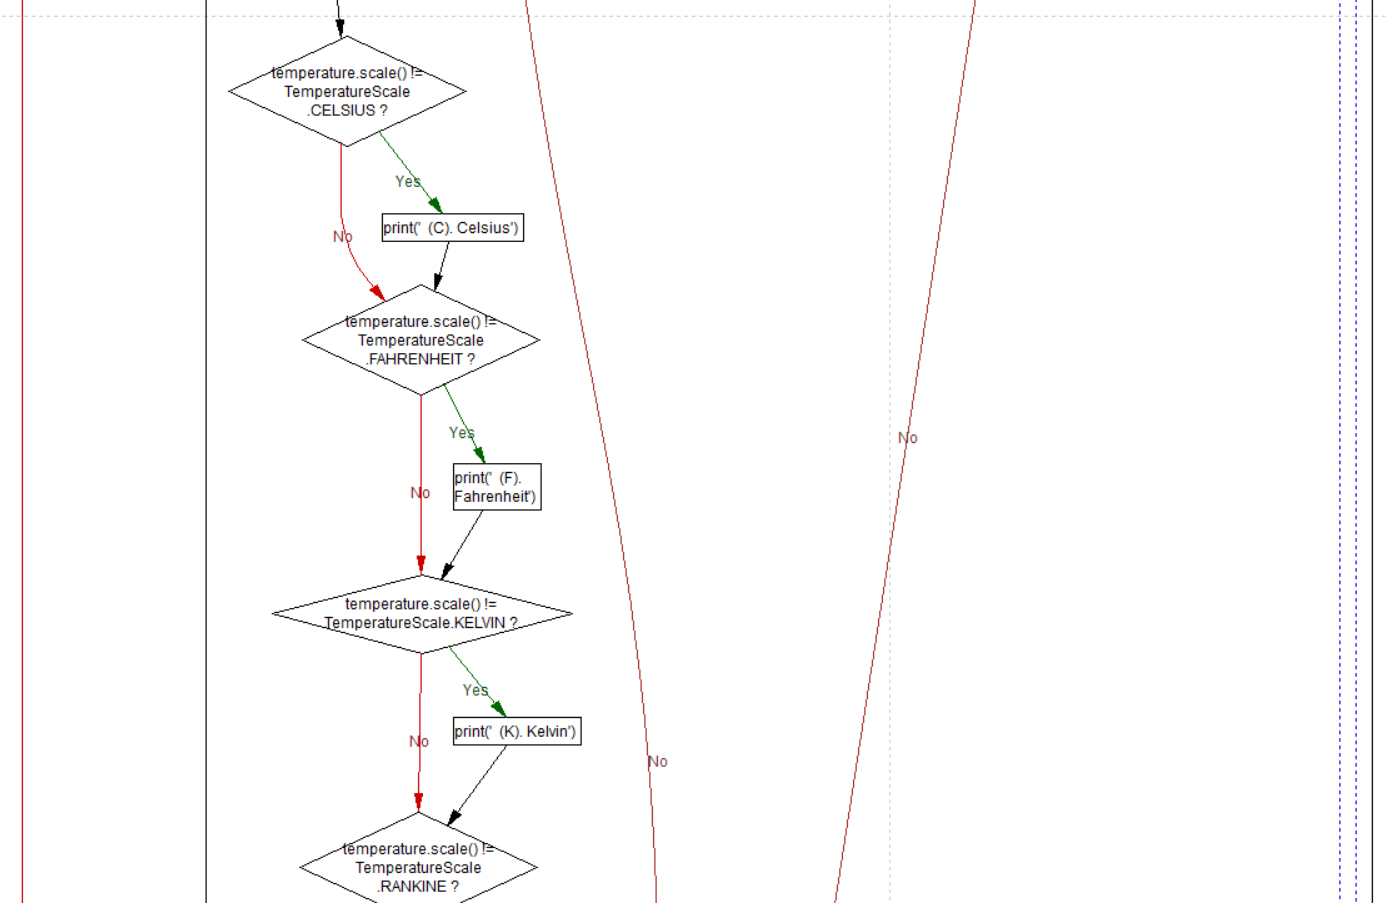 temperature.scale() !=
TemperatureScale
.CELSIUS ?
Yes
print('  (C). Celsius')
No
temperature.scale() !=
TemperatureScale
.FAHRENHEIT ?
Yes
No
print('  (F).
Fahrenheit')
No
No
temperature.scale() !=
TemperatureScale.KELVIN ?
Yes
print('  (K). Kelvin')
No
No
temperature.scale() !=
TemperatureScale
.RANKINE ?